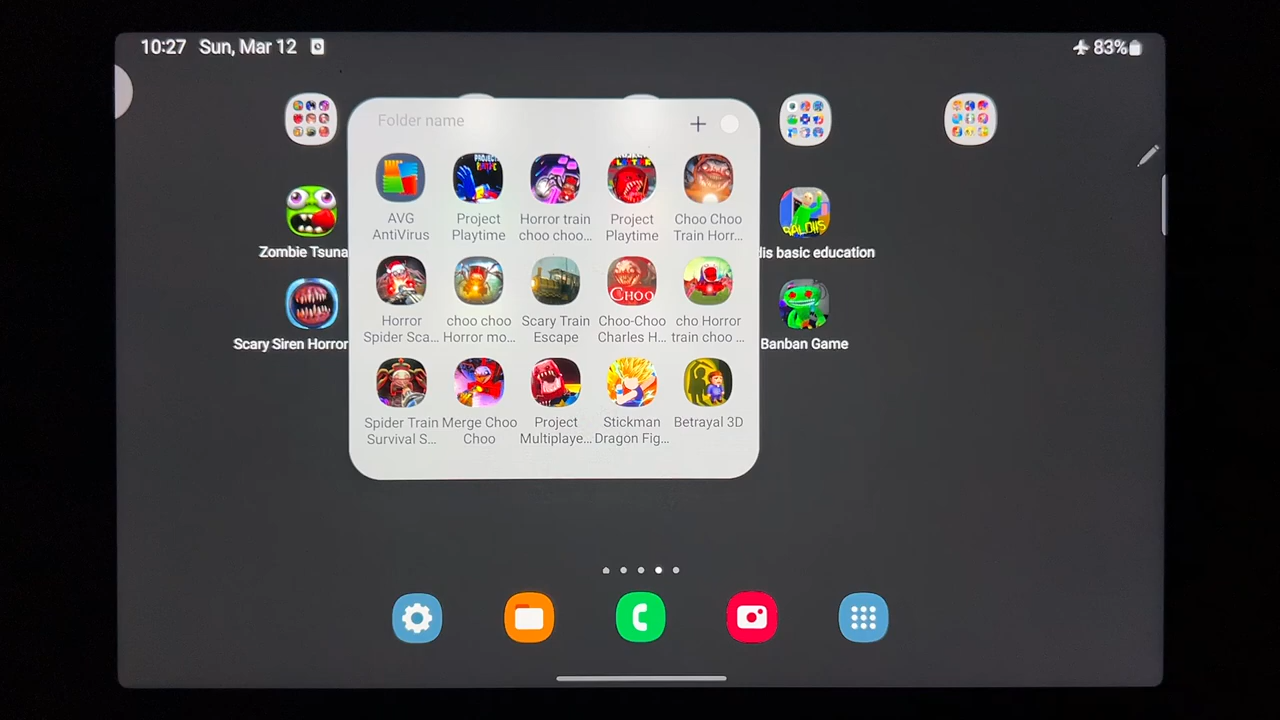 10:27 Sun, Mar 12
83%
Folder name
AVG
AntiVirus
Project
Playtime
Horror train
choo choo...
Project
Playtime
Choo Choo
Train Horr...
Zombie Tsuna
dis basic education
BALDIS
Horror
Spider Sca...
choo choo
Horror mo...
Scary Train
Escape
CHOO
Choo-Choo
Charles H...
cho Horror
train choo ...
Scary Siren Horror
Banban Game
Spider Train
Survival S...
Merge Choo
Choo
Project
Multiplaye...
Stickman
Dragon Fig...
Betrayal 3D